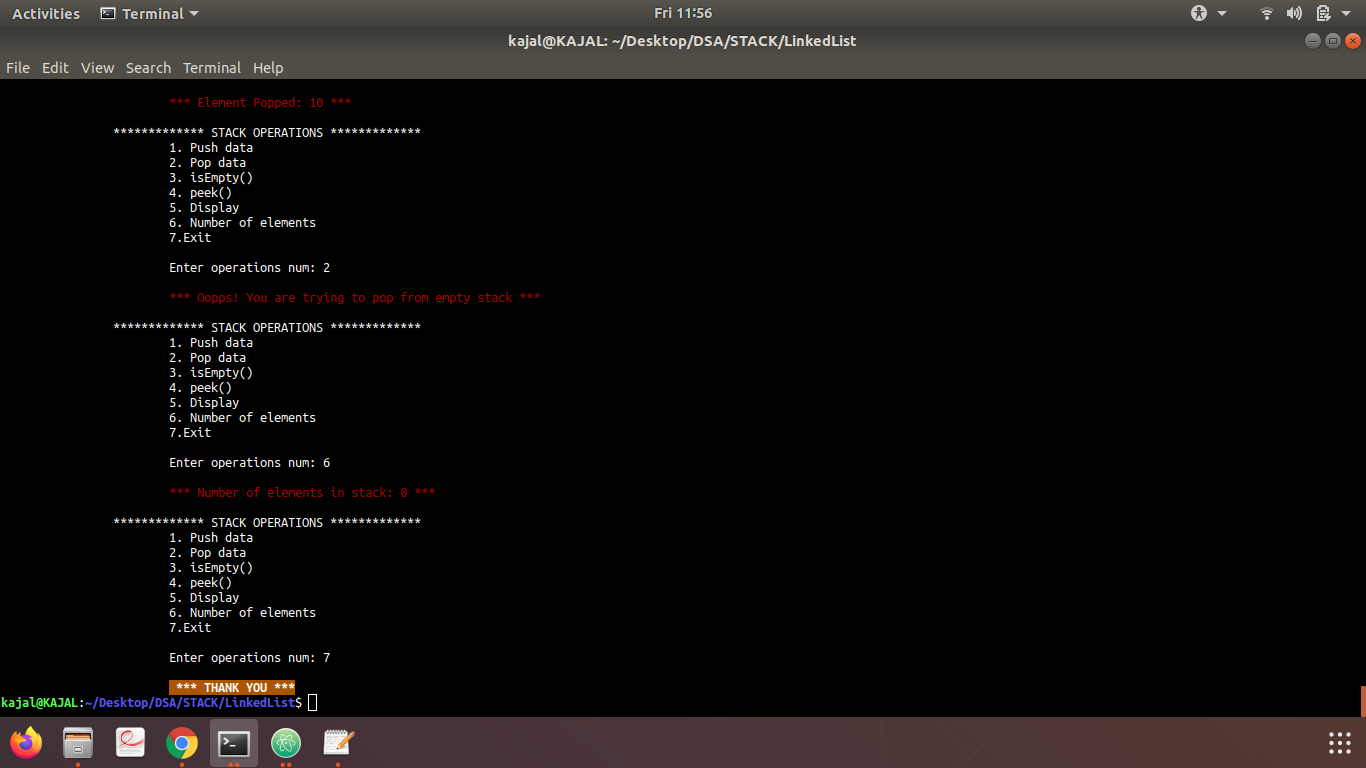 Activities Terminal Fri 11:56
kajal@KAJAL: ~/Desktop/DSA/STACK/LinkedList
File Edit View Search Terminal Help
*** Element Popped: 10 ***
************* STACK OPERATIONS *************
1. Push data
2. Pop data
3. isEmpty()
4. peek()
5. Display
6. Number of elements
7.Exit
Enter operations num: 2
*** Oopps! You are trying to pop from empty stack ***
************* STACK OPERATIONS *************
1. Push data
2. Pop data
3. isEmpty()
4. peek()
5. Display
6. Number of elements
7.Exit
Enter operations num: 6
*** Number of elements in stack: 0 ***
************* STACK OPERATIONS *************
1. Push data
2. Pop data
3. isEmpty()
4. peek()
5. Display
6. Number of elements
7.Exit
Enter operations num: 7
*** THANK YOU ***
kajal@KAJAL:~/Desktop/DSA/STACK/LinkedList$